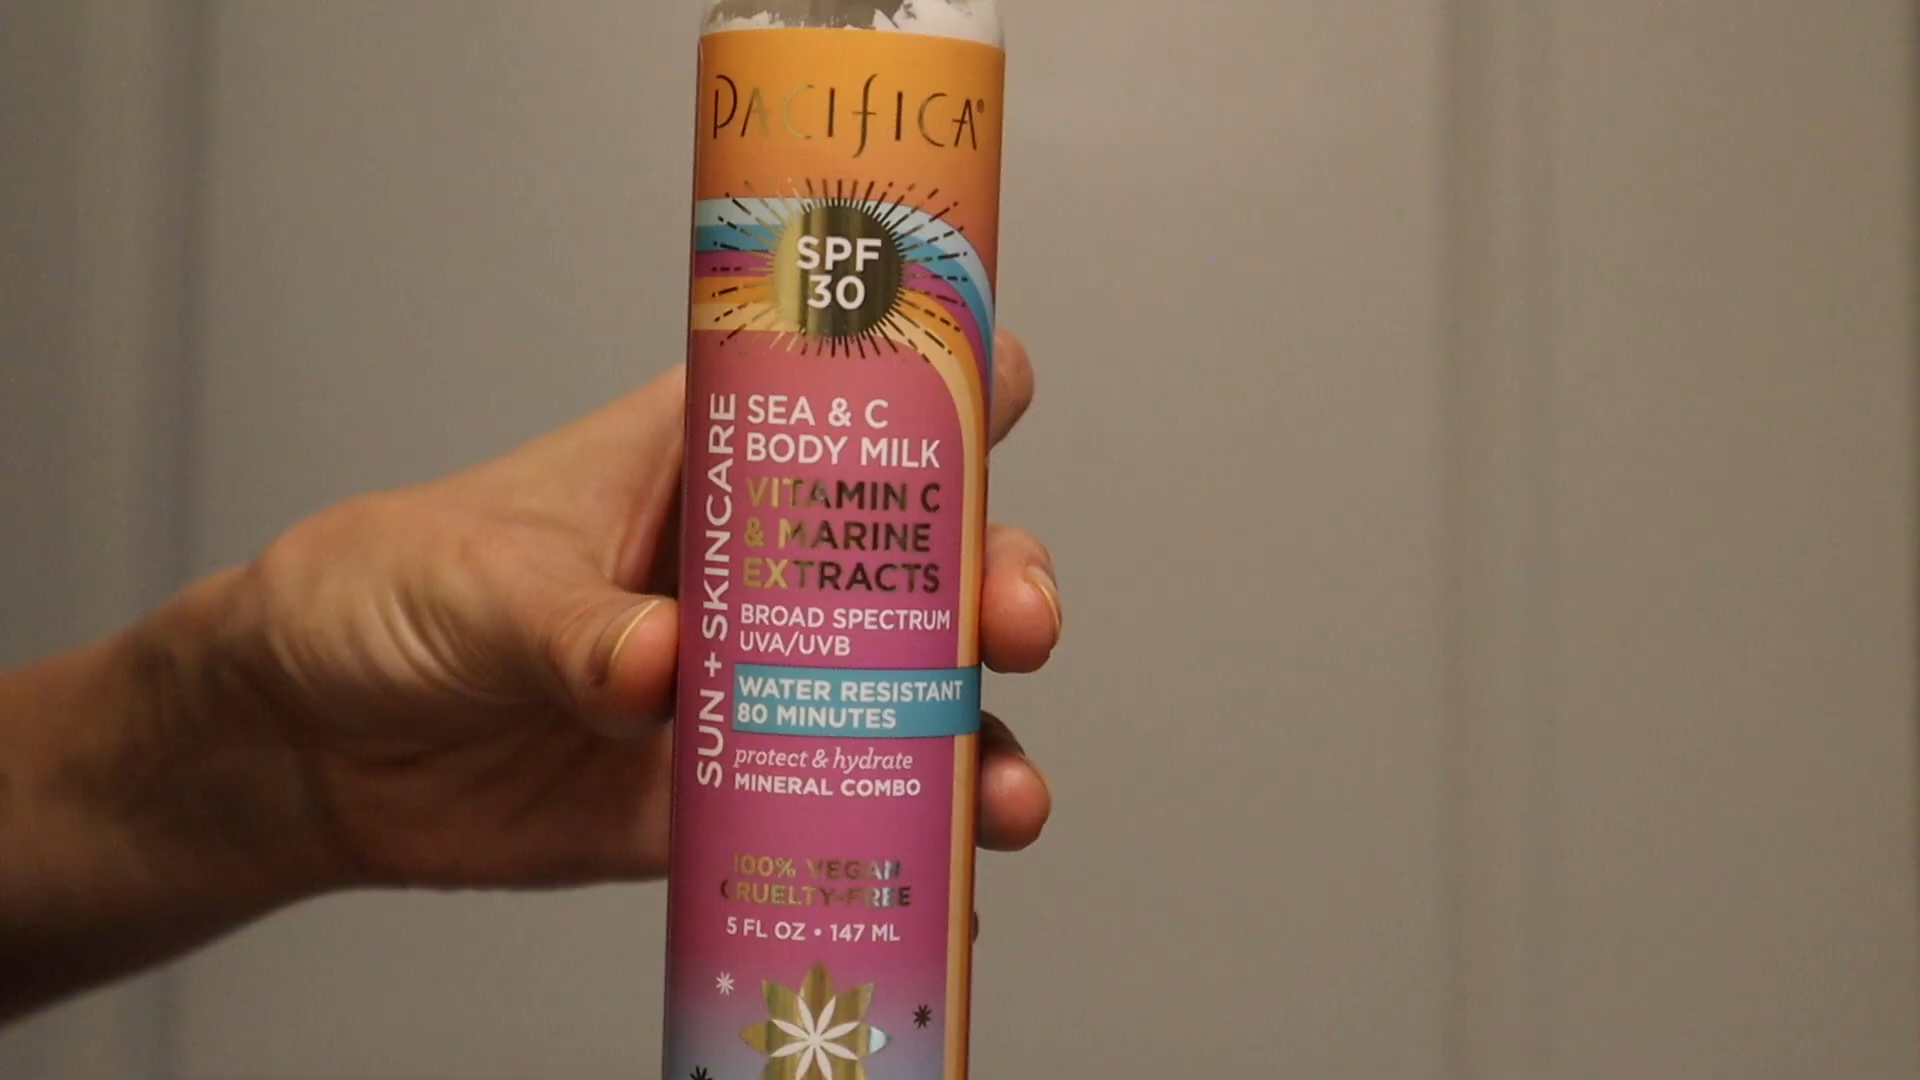 PACIFICA®
SPF
30
SUN + SKINCARE
SEA & C
BODY MILK
VITAMIN C
& MARINE
EXTRACTS
BROAD SPECTRUM
UVA/UVB
WATER RESISTANT
80 MINUTES
protect & hydrate
MINERAL COMBO
100% VEGAN
CRUELTY-FREE
5 FL OZ • 147 ML